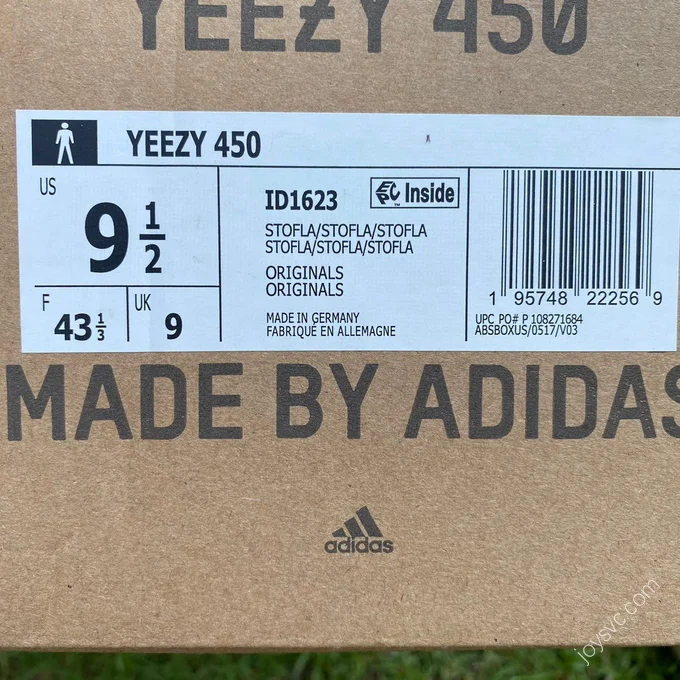 YEEZY 450
YEEZY 450
US
9 1/2
F
43 1/3
UK
9
ID1623
Inside
™
STOFLA/STOFLA/STOFLA
STOFLA/STOFLA/STOFLA
ORIGINALS
ORIGINALS
MADE IN GERMANY
FABRIQUÉ EN ALLEMAGNE
1 95748 22256 9
UPC PO# P 108271684
ABSBOXUS/0517/V03
MADE BY ADIDAS
adidas
joysvc.com